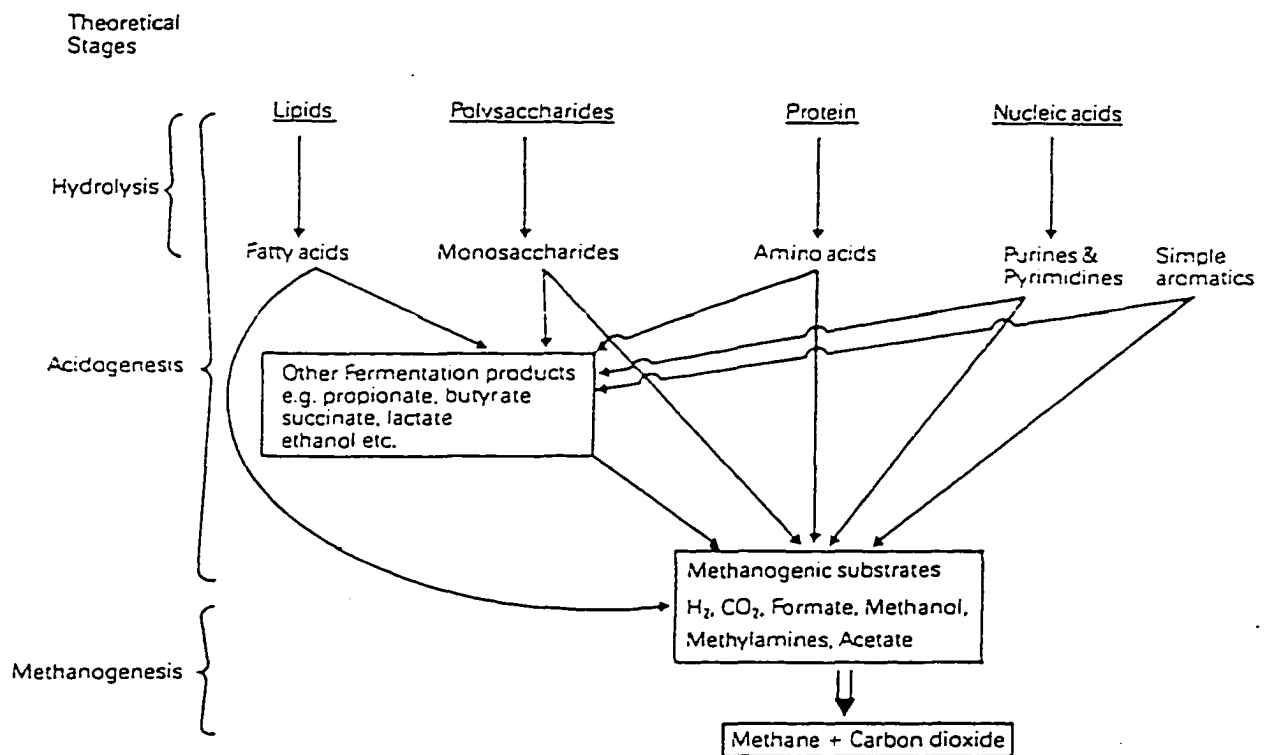 Theoretical
Stages
Lipids
Polysaccharides
Protein
Nucleic acids
Hydrolysis
Fatty acids
Monosaccharides
Amino acids
Purines &
Pyrimidines
Simple
aromatics
Acidogenesis
Other Fermentation products
e.g. propionate, butyrate
succinate, lactate
ethanol etc.
Methanogenic substrates
H₂, CO₂, Formate, Methanol,
Methylamines, Acetate
Methanogenesis
Methane + Carbon dioxide